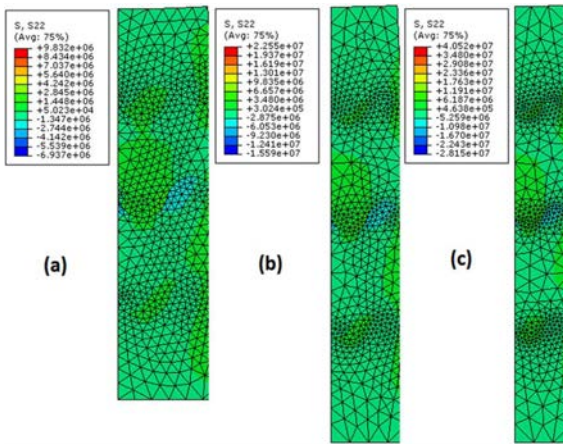 S, S22
(Avg: 75%)
+9.832e+06
+8.434e+06
+7.037e+06
+5.640e+06
+4.242e+06
+2.845e+06
+1.448e+06
+5.023e+04
-1.347e+06
-2.744e+06
-4.142e+06
-5.539e+06
-6.937e+06
(a)
S, S22
(Avg: 75%)
+2.255e+07
+1.937e+07
+1.619e+07
+1.301e+07
+9.835e+06
+6.657e+06
+3.480e+06
+3.024e+05
-2.875e+06
-6.053e+06
-9.230e+06
-1.241e+07
-1.559e+07
(b)
S, S22
(Avg: 75%)
+4.052e+07
+3.480e+07
+2.908e+07
+2.336e+07
+1.763e+07
+1.191e+07
+6.187e+06
+4.638e+05
-5.259e+06
-1.098e+07
-1.670e+07
-2.243e+07
-2.815e+07
(c)